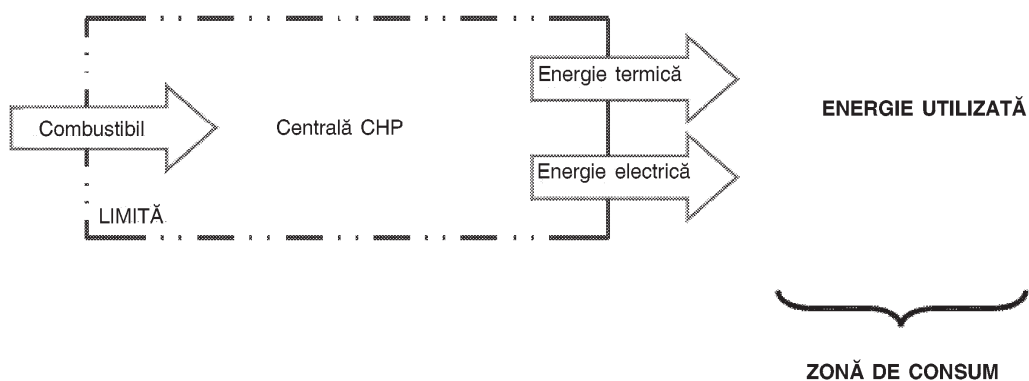 Energie termică
ENERGIE UTILIZATĂ
Combustibil
Centrală CHP
Energie electrică
LIMITĂ
ZONĂ DE CONSUM